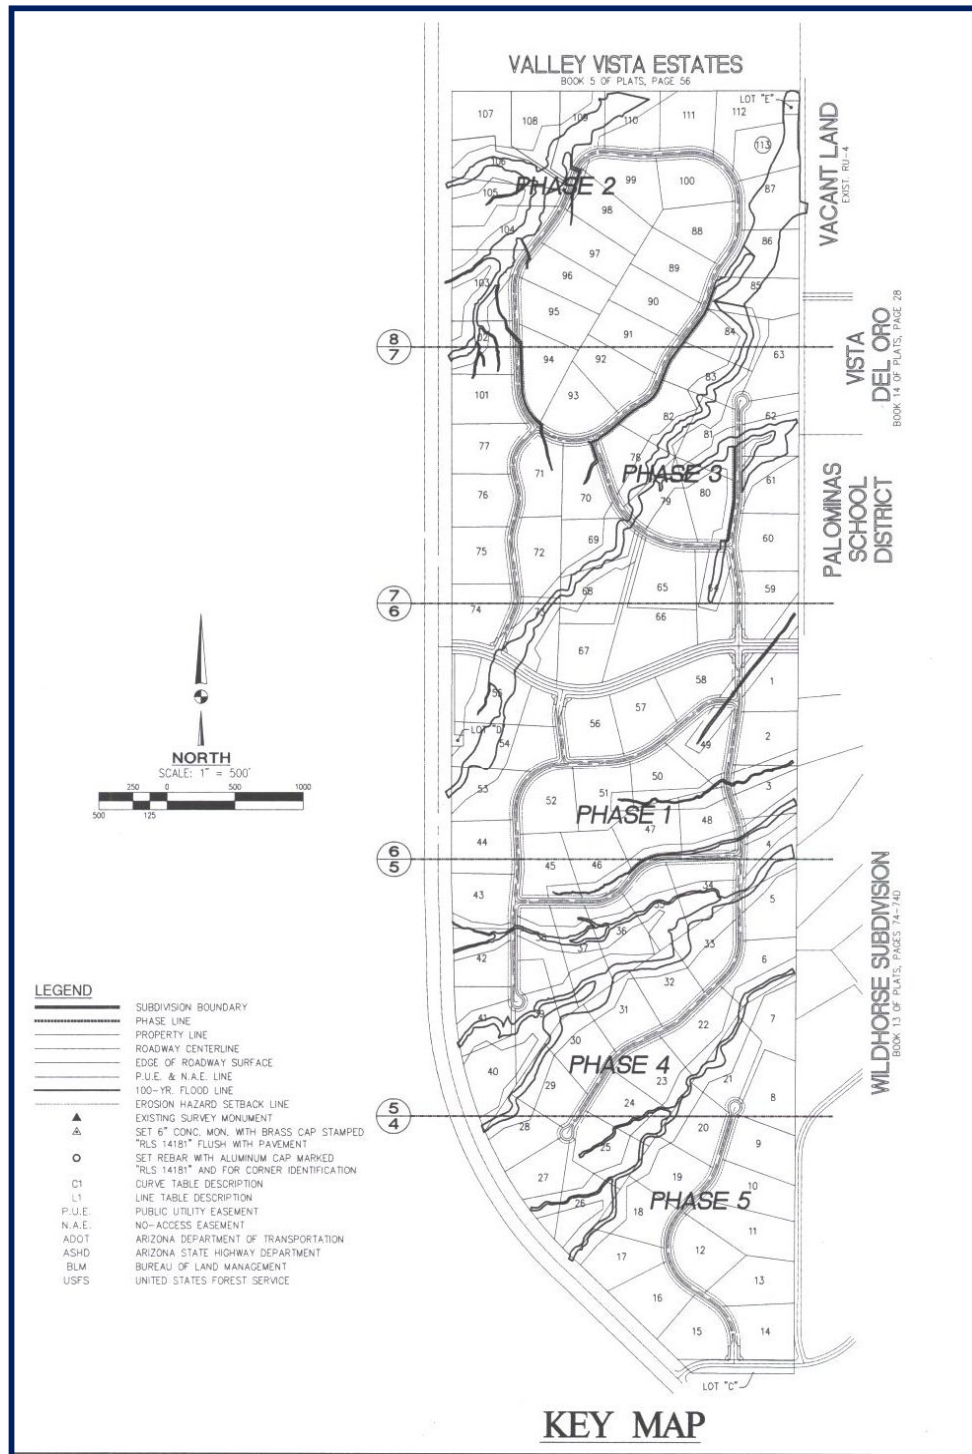 VALLEY VISTA ESTATES
BOOK 5 OF PLATS, PAGE 56
LOT "E"
107
108
109
110
111
112
113
106
105
104
103
102
101
PHASE 2
99
100
98
97
96
95
94
93
92
91
90
89
88
87
86
85
84
83
82
81
63
62
61
60
59
VACANT LAND
EXIST. RU-4
VISTA
DEL ORO
BOOK 14 OF PLATS, PAGE 28
PALOMINAS
SCHOOL
DISTRICT
8
7
77
76
75
74
73
72
71
70
69
68
67
66
65
64
78
79
80
PHASE 3
7
6
55
54
53
LOT "D"
56
57
58
49
50
51
52
1
2
3
4
PHASE 1
47
48
44
45
46
43
6
5
42
41
40
39
38
37
36
35
34
33
32
31
30
29
28
5
6
7
8
22
23
24
21
20
PHASE 4
5
4
27
26
25
19
18
17
16
15
14
13
12
11
10
9
PHASE 5
LOT "C"
WILDHORSE SUBDIVISION
BOOK 13 OF PLATS, PAGES 74-74D
NORTH
SCALE: 1" = 500'
250 0 500 1000
500 125
LEGEND
SUBDIVISION BOUNDARY
PHASE LINE
PROPERTY LINE
ROADWAY CENTERLINE
EDGE OF ROADWAY SURFACE
P.U.E. & N.A.E. LINE
100-YR. FLOOD LINE
EROSION HAZARD SETBACK LINE
EXISTING SURVEY MONUMENT
SET 6" CONC. MON. WITH BRASS CAP STAMPED
"RLS 14181" FLUSH WITH PAVEMENT
SET REBAR WITH ALUMINUM CAP MARKED
"RLS 14181" AND FOR CORNER IDENTIFICATION
C1 CURVE TABLE DESCRIPTION
L1 LINE TABLE DESCRIPTION
P.U.E. PUBLIC UTILITY EASEMENT
N.A.E. NO-ACCESS EASEMENT
ADOT ARIZONA DEPARTMENT OF TRANSPORTATION
ASHD ARIZONA STATE HIGHWAY DEPARTMENT
BLM BUREAU OF LAND MANAGEMENT
USFS UNITED STATES FOREST SERVICE
KEY MAP